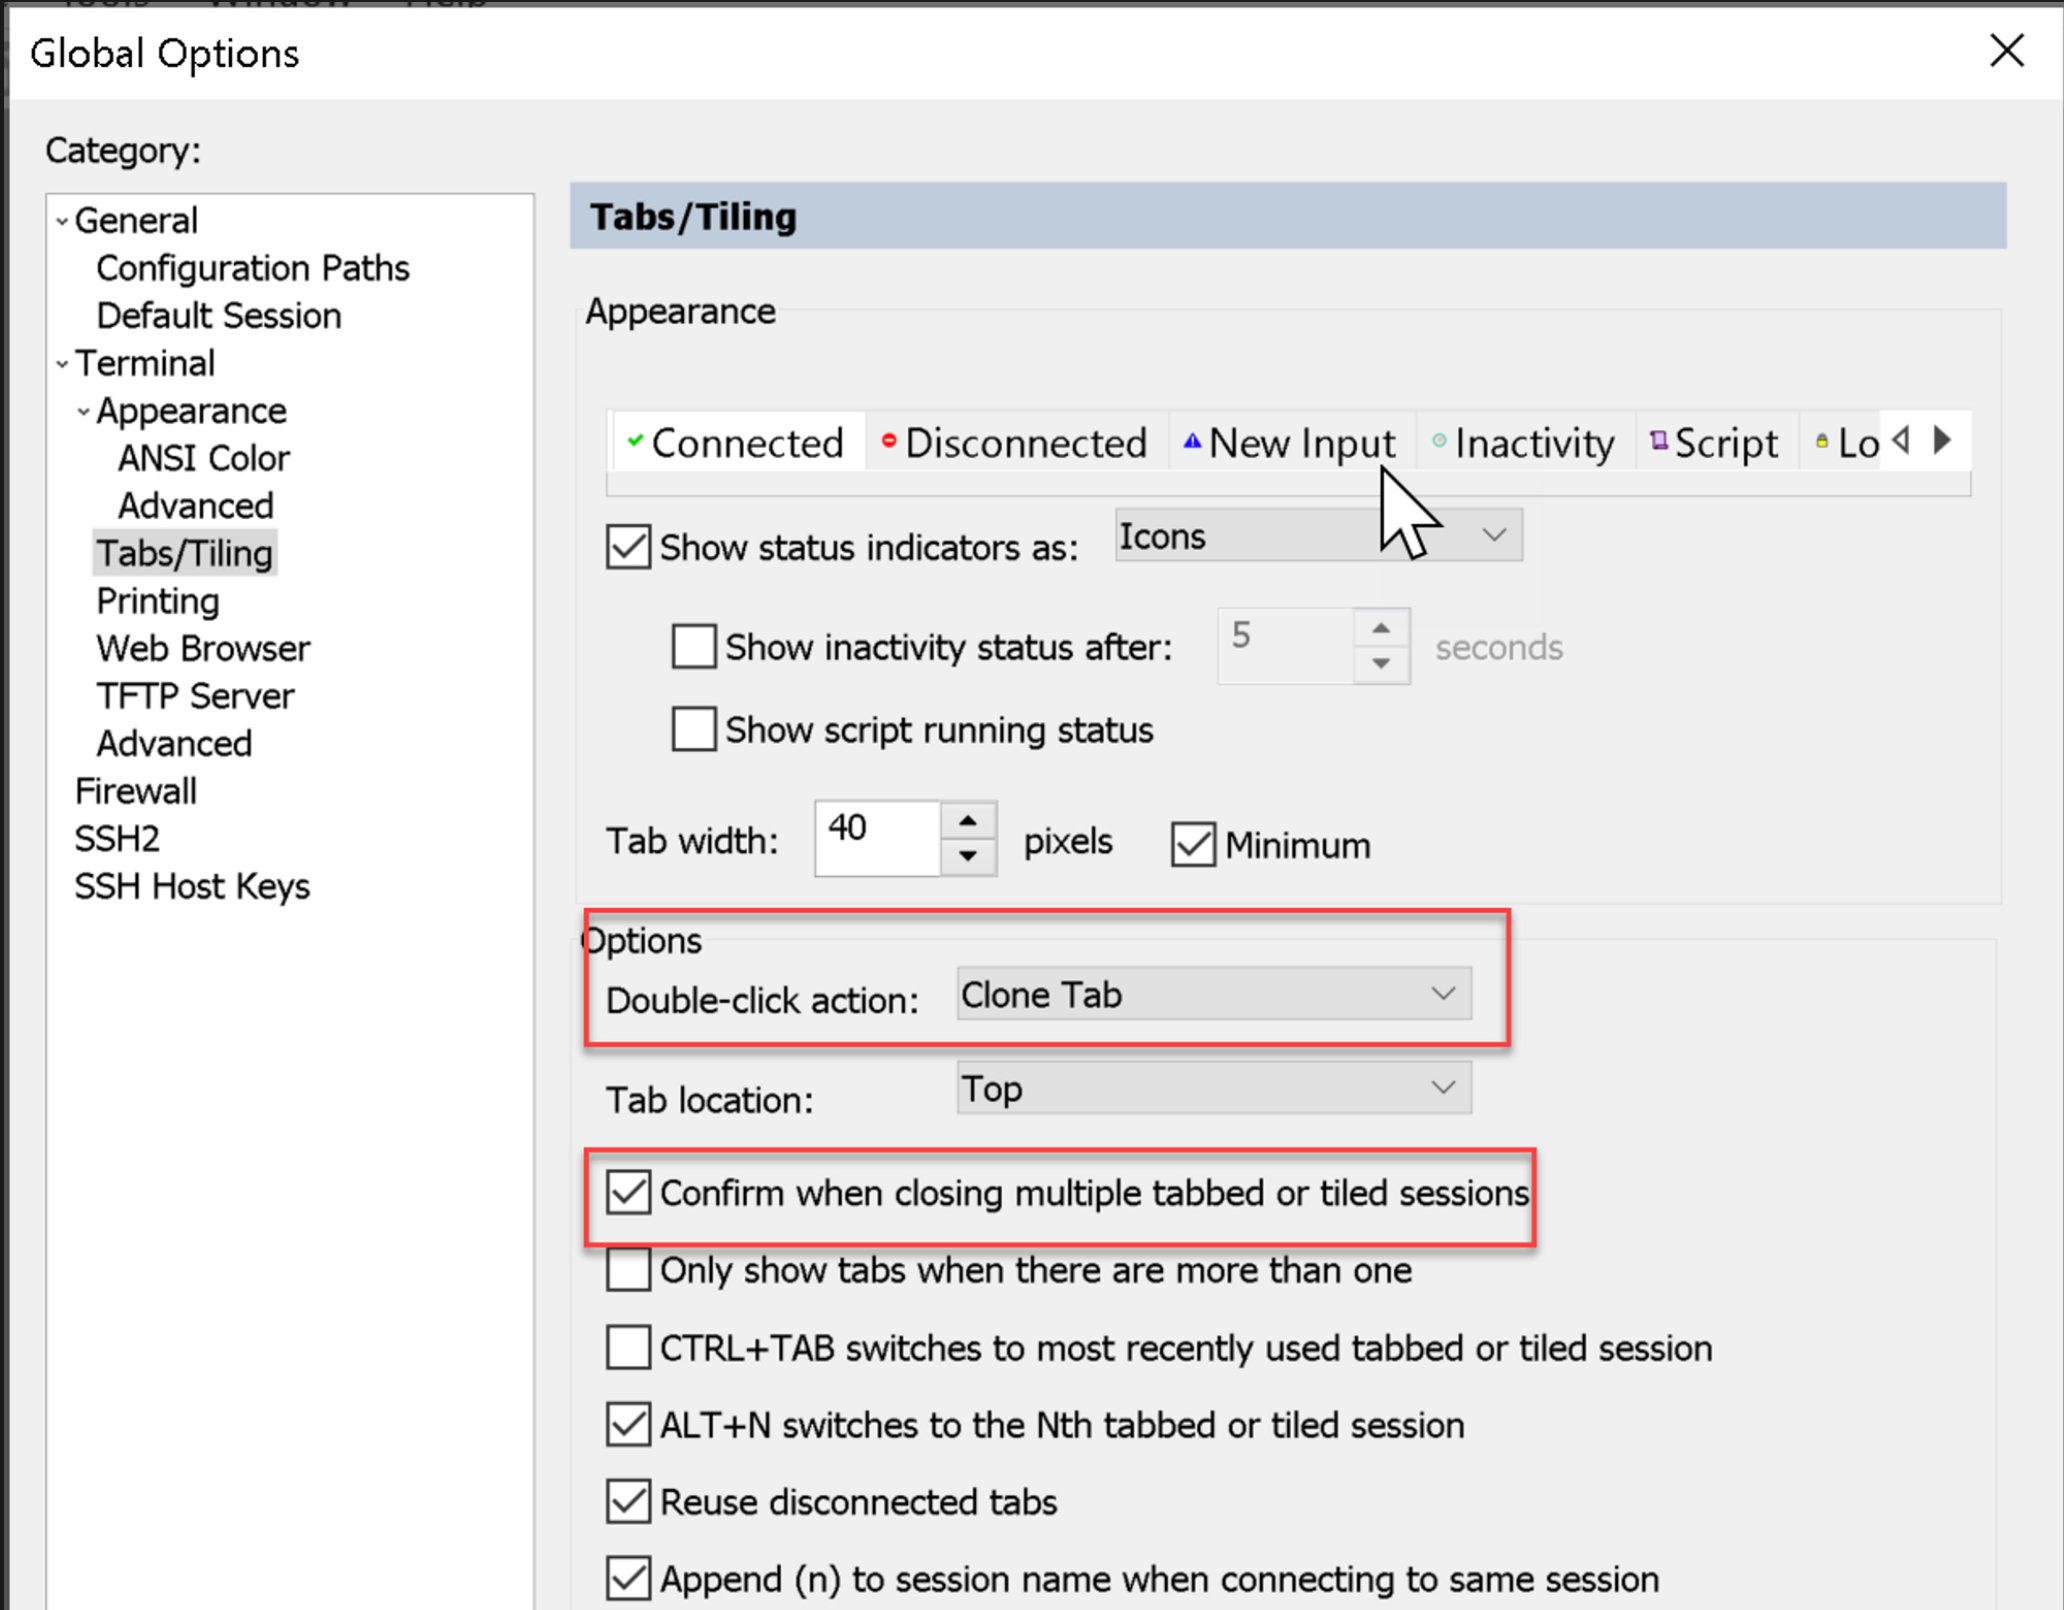 Tools Window Help
Global Options
Category:
General
Configuration Paths
Default Session
Terminal
Appearance
ANSI Color
Advanced
Tabs/Tiling
Printing
Web Browser
TFTP Server
Advanced
Firewall
SSH2
SSH Host Keys
Tabs/Tiling
Appearance
Connected Disconnected New Input Inactivity Script Lo
Show status indicators as: Icons
Show inactivity status after: 5 seconds
Show script running status
Tab width: 40 pixels Minimum
Options
Double-click action: Clone Tab
Tab location: Top
Confirm when closing multiple tabbed or tiled sessions
Only show tabs when there are more than one
CTRL+TAB switches to most recently used tabbed or tiled session
ALT+N switches to the Nth tabbed or tiled session
Reuse disconnected tabs
Append (n) to session name when connecting to same session